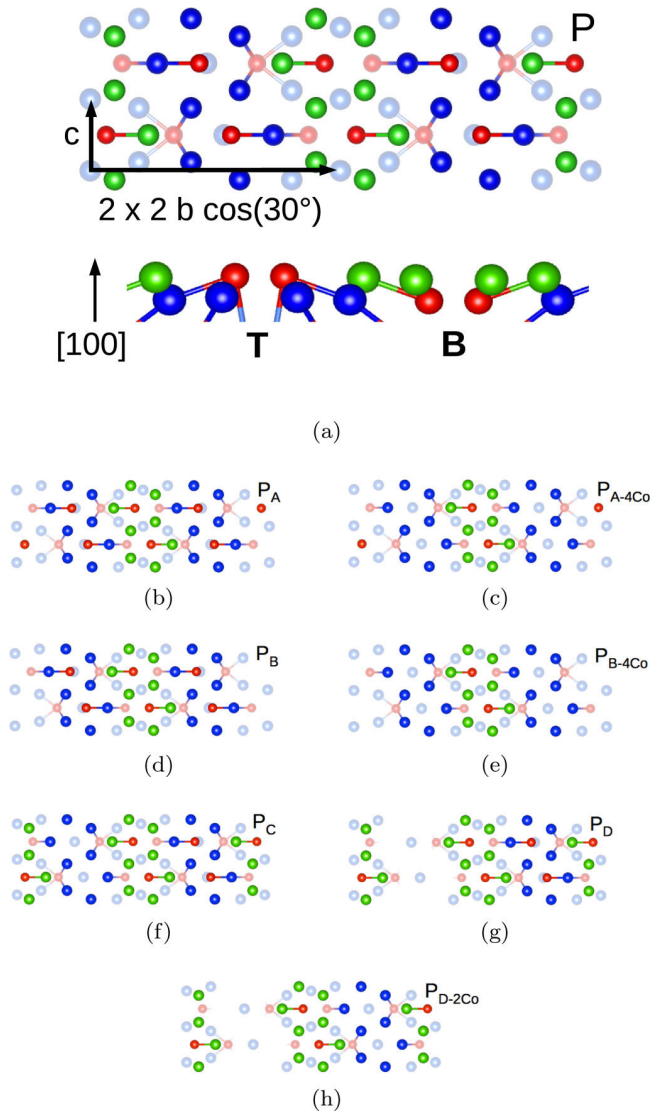 P
c
2 x 2 b cos(30°)
[100]
T
B
(a)
P_A
P_A-4Co
(b)
(c)
P_B
P_B-4Co
(d)
(e)
P_C
P_D
(f)
(g)
P_D-2Co
(h)